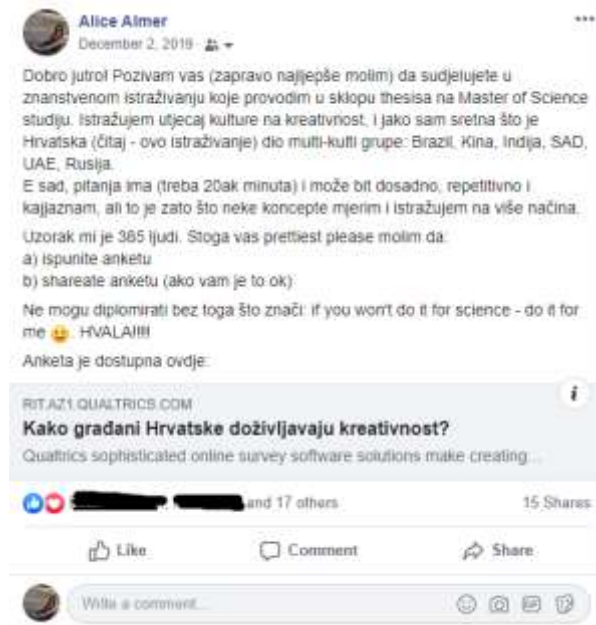 Alice Almer
December 2, 2019
Dobro jutro! Pozivam vas (zapravo najljepše molim) da sudjelujete u
znanstvenom istraživanju koje provodim u sklopu thesisa na Master of Science
studiju. Istražujem utjecaj kulture na kreativnost, i jako sam sretna što je
Hrvatska (čitaj - ovo istraživanje) dio multi-kulti grupe: Brazil, Kina, Indija, SAD,
UAE, Rusija.
E sad, pitanja ima (treba 20ak minuta) i može bit dosadno, repetitivno i
kajjaznam, ali to je zato što neke koncepte mjerim i istražujem na više načina.
Uzorak mi je 385 ljudi. Stoga vas prettiest please molim da:
a) ispunite anketu
b) shareate anketu (ako vam je to ok)
Ne mogu diplomirati bez toga što znači: if you won't do it for science - do it for
me 🙂. HVALA!!!!!
Anketa je dostupna ovdje:
RIT.AZ1.QUALTRICS.COM
Kako građani Hrvatske doživljavaju kreativnost?
Qualtrics sophisticated online survey software solutions make creating...
and 17 others
15 Shares
Like Comment Share
Write a comment...